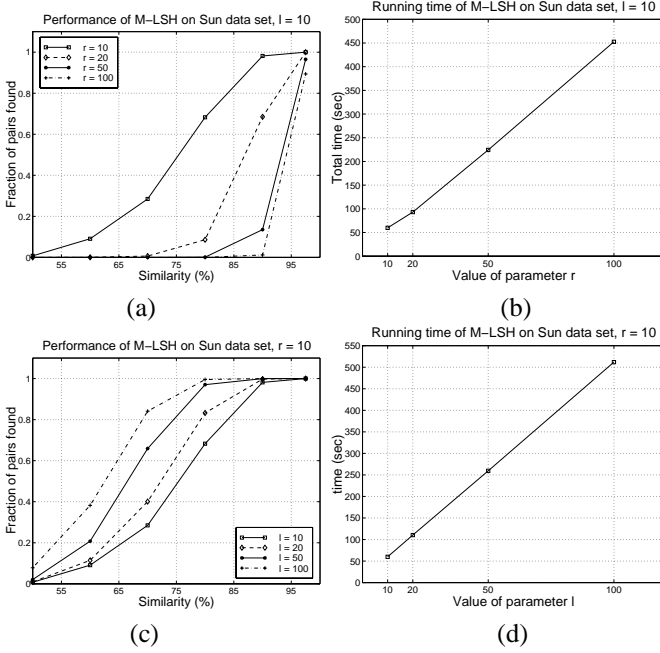 Performance of M−LSH on Sun data set, l = 10
Fraction of pairs found
1
0.8
0.6
0.4
0.2
0
r = 10
r = 20
r = 50
r = 100
55 65 75 85 95
Similarity (%)
(a)
Running time of M−LSH on Sun data set, l = 10
Total time (sec)
500
450
400
350
300
250
200
150
100
50
0
10 20 50 100
Value of parameter r
(b)
Performance of M−LSH on Sun data set, r = 10
Fraction of pairs found
1
0.8
0.6
0.4
0.2
0
l = 10
l = 20
l = 50
l = 100
55 65 75 85 95
Similarity (%)
(c)
Running time of M−LSH on Sun data set, r = 10
time (sec)
550
500
450
400
350
300
250
200
150
100
50
0
10 20 50 100
Value of parameter l
(d)